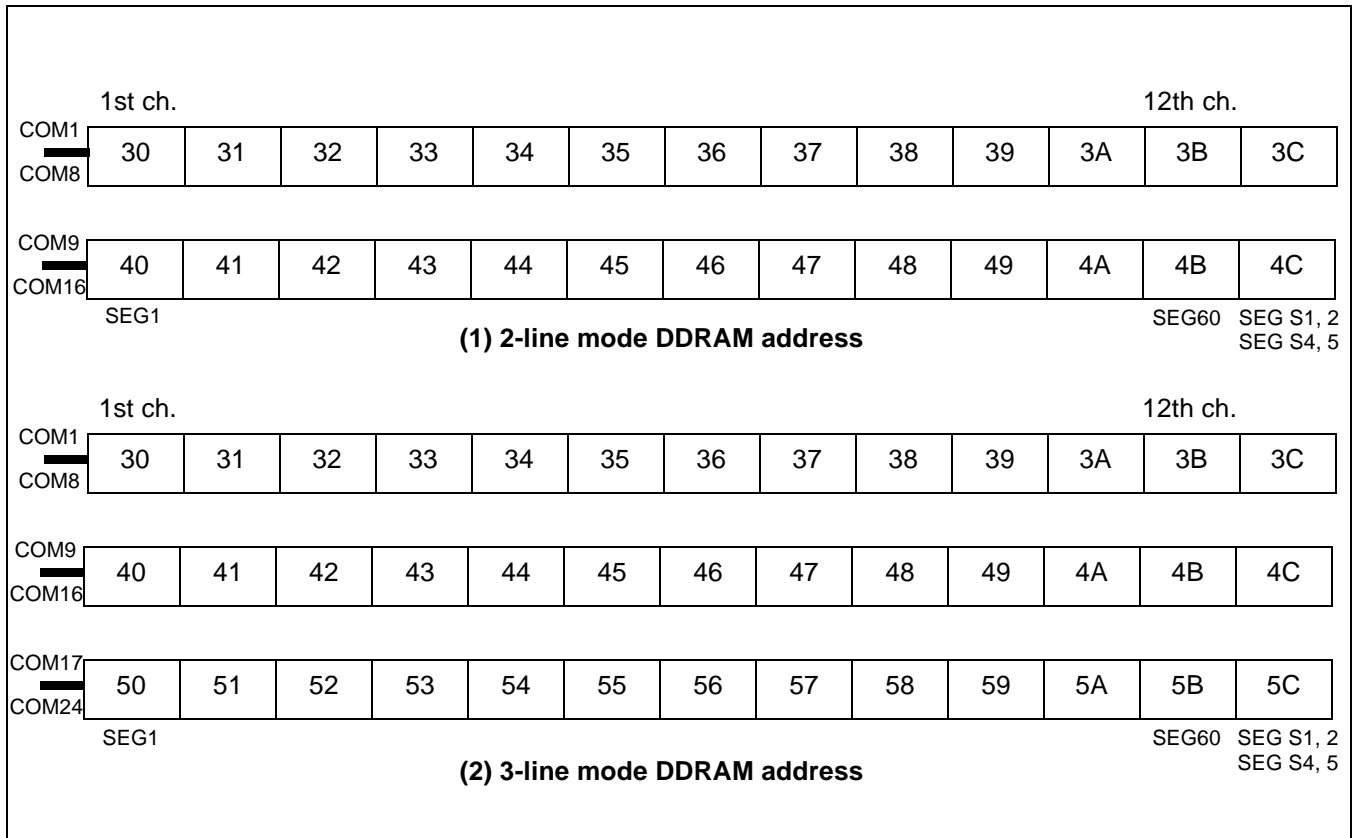 1st ch. 12th ch.
COM1
COM8
30 31 32 33 34 35 36 37 38 39 3A 3B 3C
COM9
COM16
40 41 42 43 44 45 46 47 48 49 4A 4B 4C
SEG1 SEG60 SEG S1, 2
SEG S4, 5
(1) 2-line mode DDRAM address
1st ch. 12th ch.
COM1
COM8
30 31 32 33 34 35 36 37 38 39 3A 3B 3C
COM9
COM16
40 41 42 43 44 45 46 47 48 49 4A 4B 4C
COM17
COM24
50 51 52 53 54 55 56 57 58 59 5A 5B 5C
SEG1 SEG60 SEG S1, 2
SEG S4, 5
(2) 3-line mode DDRAM address